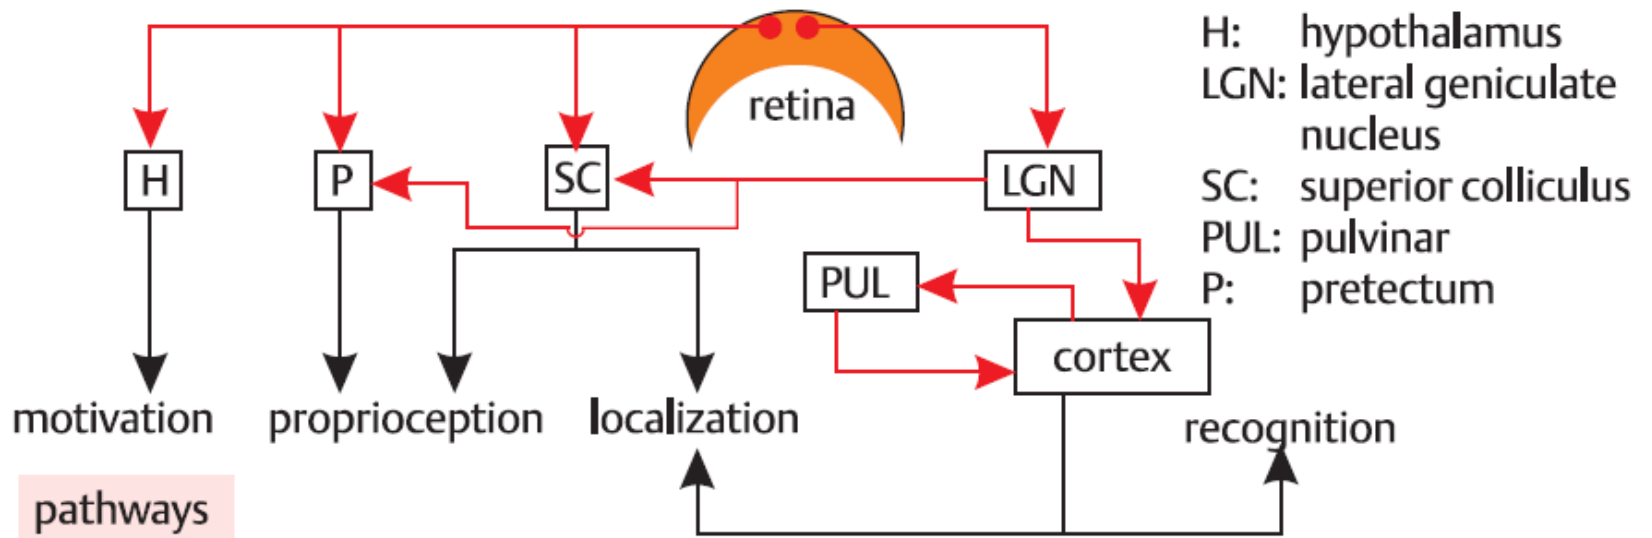 retina
H: hypothalamus
LGN: lateral geniculate
nucleus
SC: superior colliculus
PUL: pulvinar
P: pretectum
H
P
SC
LGN
PUL
cortex
motivation
proprioception
localization
recognition
pathways